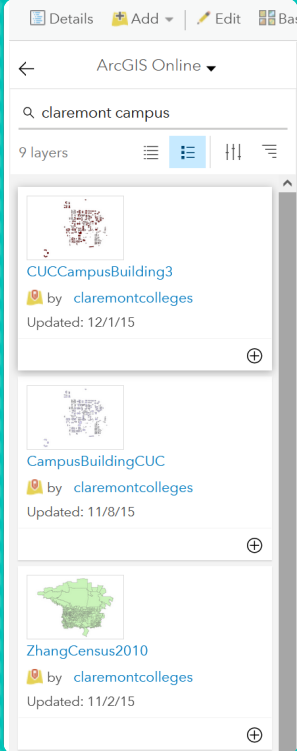 Details Add Edit Bas
ArcGIS Online
claremont campus
9 layers
CUCCampusBuilding3
by claremontcolleges
Updated: 12/1/15
CampusBuildingCUC
by claremontcolleges
Updated: 11/8/15
ZhangCensus2010
by claremontcolleges
Updated: 11/2/15